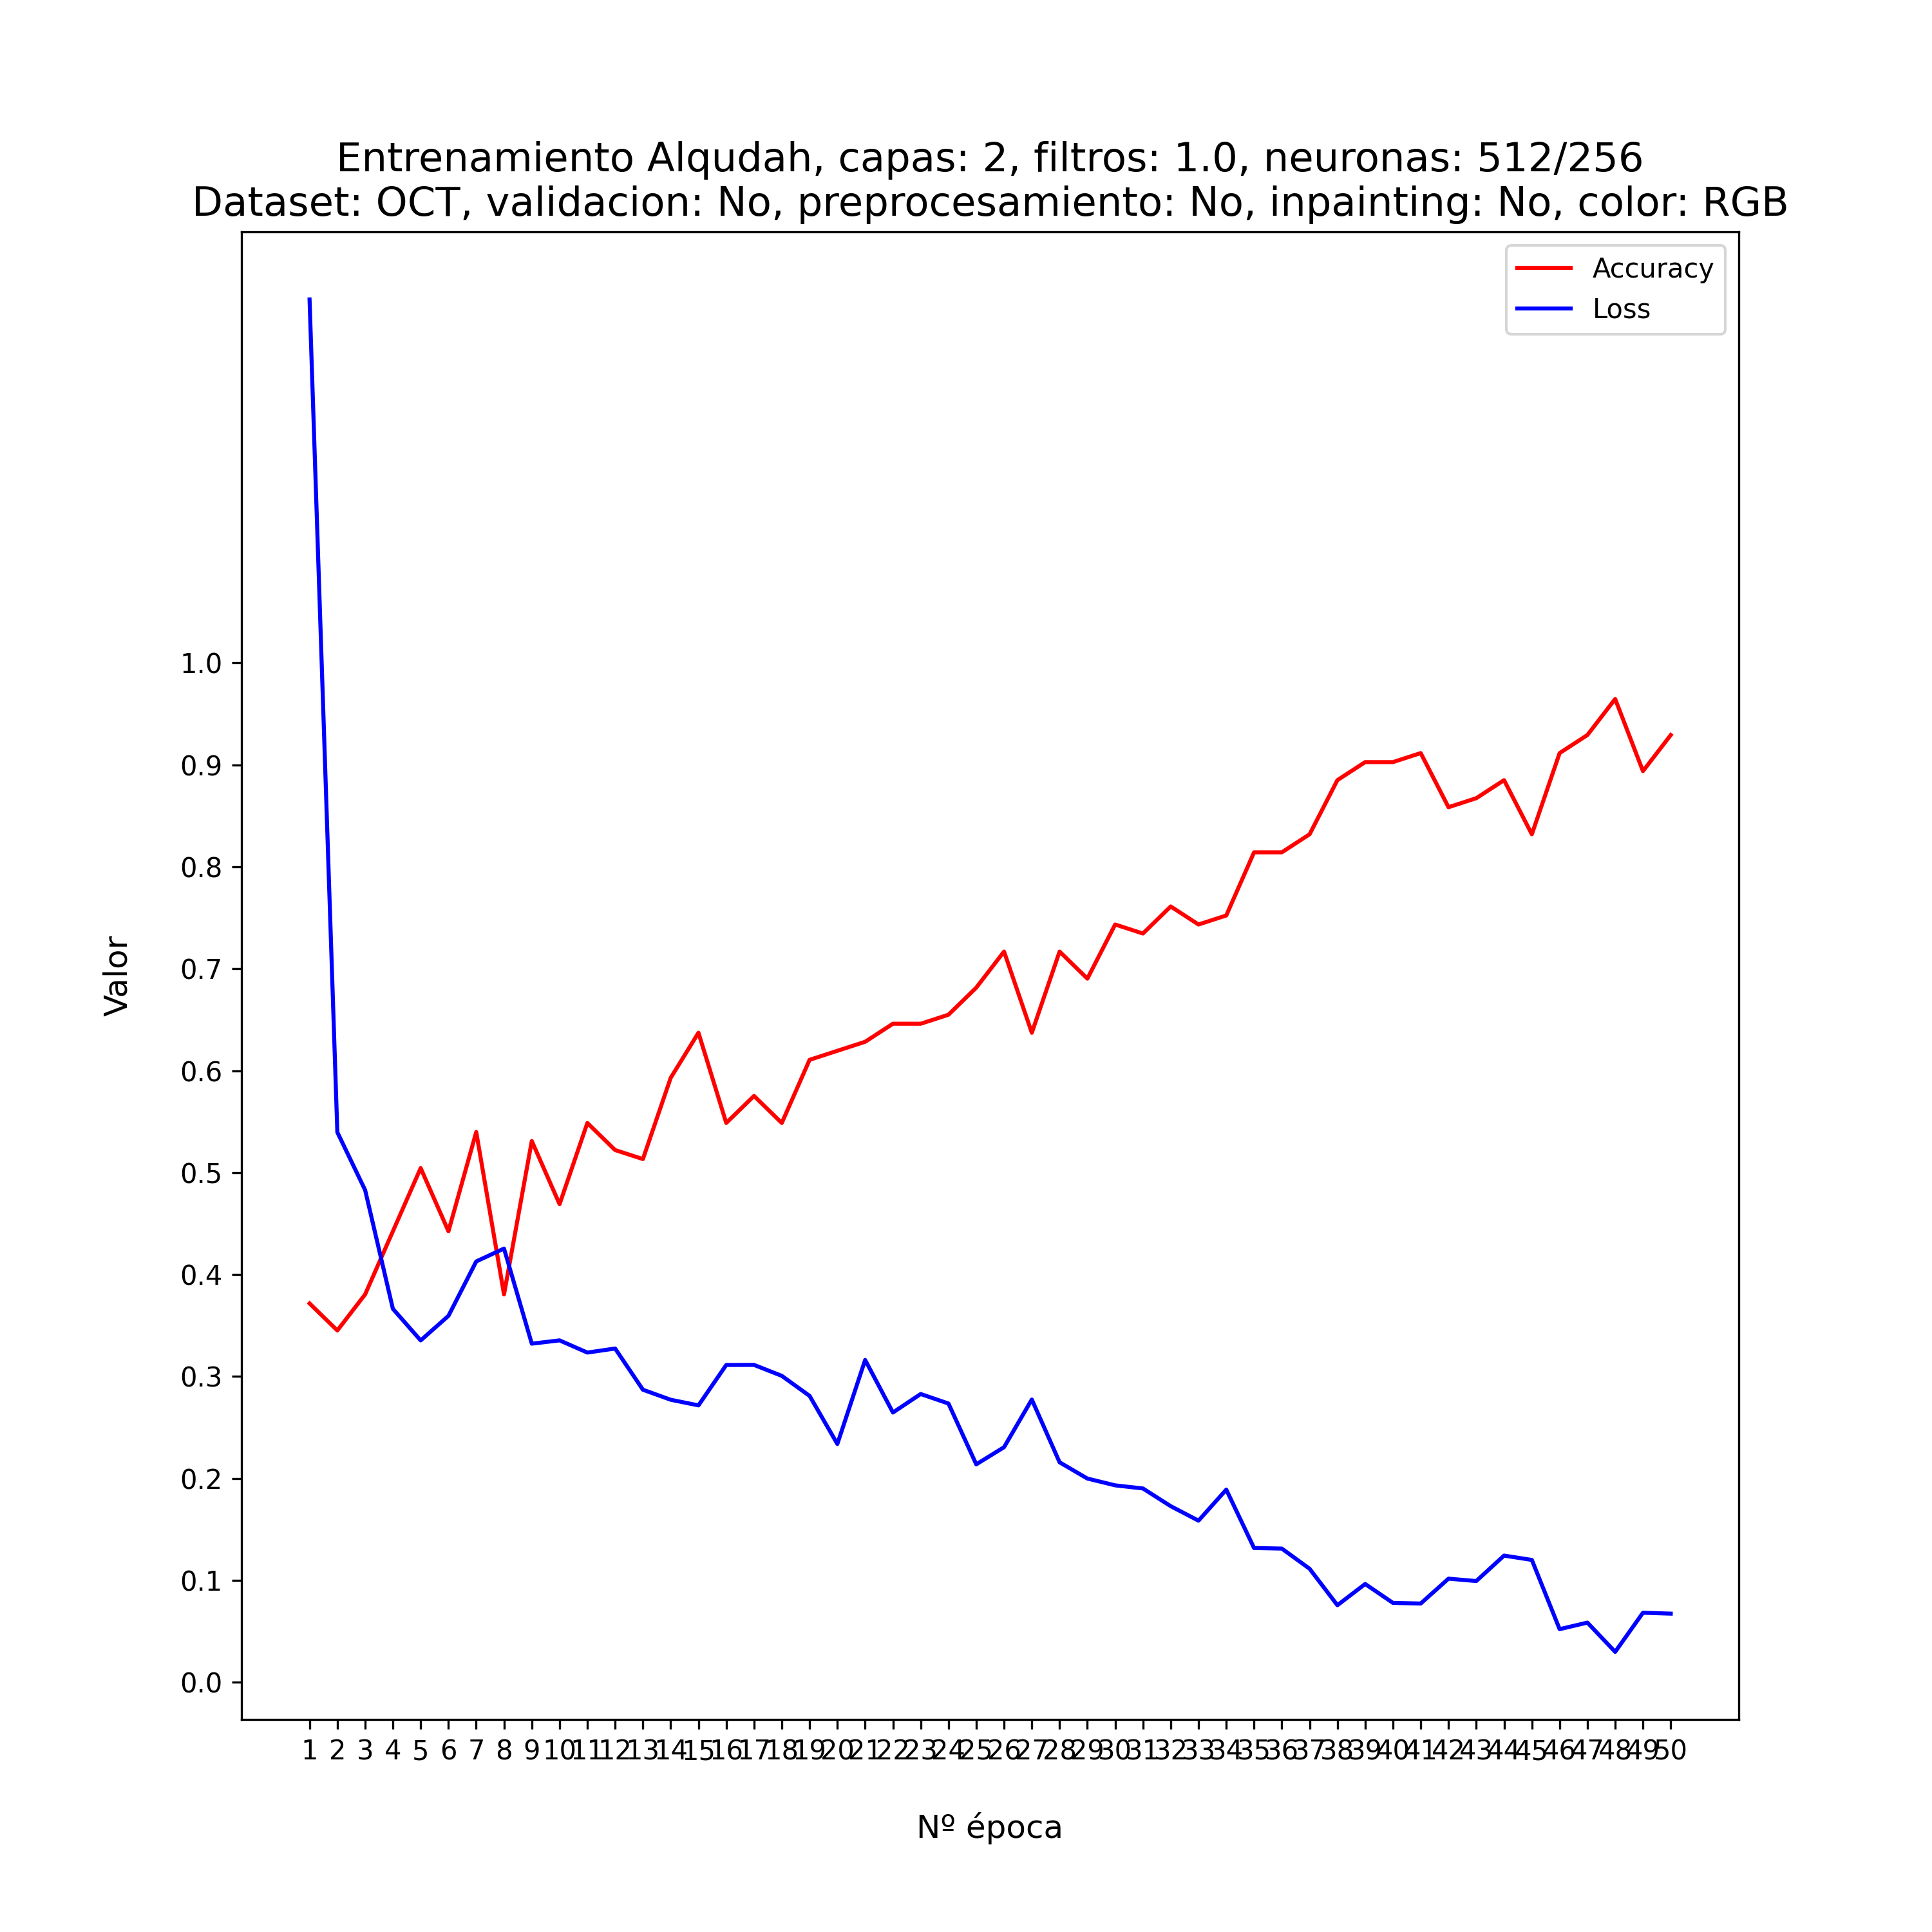 Entrenamiento Alqudah, capas: 2, filtros: 1.0, neuronas: 512/256
Dataset: OCT, validacion: No, preprocesamiento: No, inpainting: No, color: RGB
Accuracy
Loss
1.0
0.9
0.8
0.7
0.6
0.5
0.4
0.3
0.2
0.1
0.0
Valor
1 2 3 4 5 6 7 8 9 10 11 12 13 14 15 16 17 18 19 20 21 22 23 24 25 26 27 28 29 30 31 32 33 34 35 36 37 38 39 40 41 42 43 44 45 46 47 48 49 50
Nº época